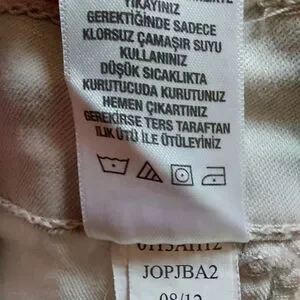 YIKAYINIZ
GEREKTİĞİNDE SADECE
KLORSUZ ÇAMAŞIR SUYU
KULLANINIZ
DÜŞÜK SICAKLIKTA
KURUTUCUDA KURUTUNUZ
HEMEN ÇIKARTINIZ
GEREKİRSE TERS TARAFTAN
ILIK ÜTÜ İLE ÜTÜLEYİNİZ
JOPJBA2
08/12